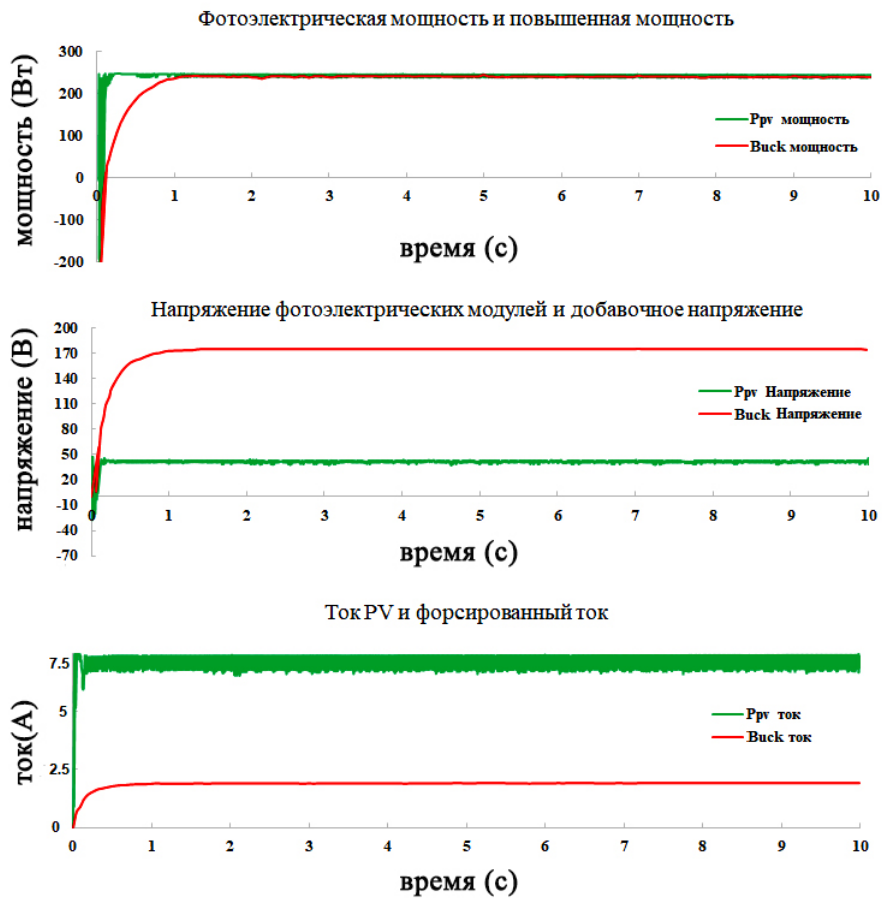 Фотоэлектрическая мощность и повышенная мощность
мощность (Вт)
300
200
100
0
-100
-200
0 1 2 3 4 5 6 7 8 9 10
Ppv мощность
Buck мощность
время (с)
Напряжение фотоэлектрических модулей и добавочное напряжение
напряжение (В)
200
170
140
110
80
50
20
-10
-40
-70
0 1 2 3 4 5 6 7 8 9 10
Ppv Напряжение
Buck Напряжение
время (с)
Ток PV и форсированный ток
ток(А)
7.5
5
2.5
0
0 1 2 3 4 5 6 7 8 9 10
Ppv ток
Buck ток
время (с)